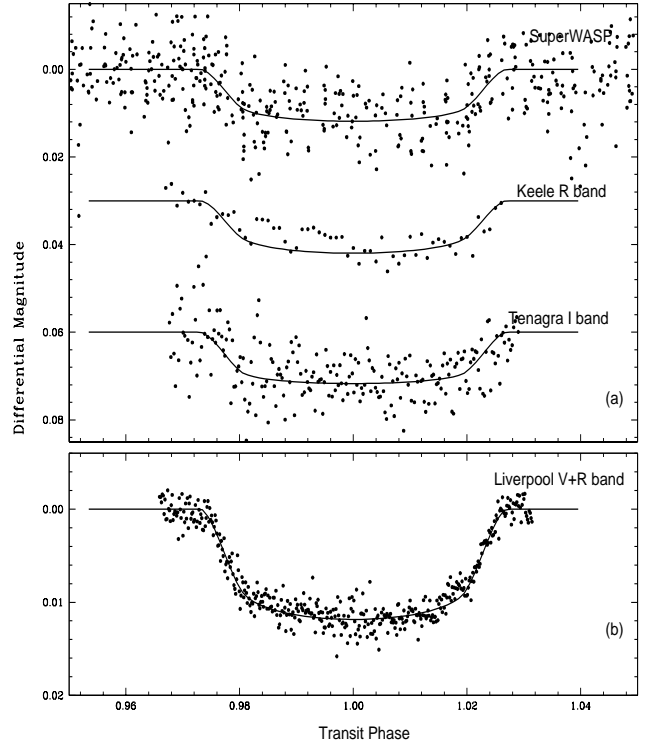 SuperWASP
0.00
0.02
Keele R band
0.04
Tenagra I band
0.06
(a)
0.08
Differential Magnitude
Liverpool V+R band
0.00
0.01
(b)
0.02
0.96 0.98 1.00 1.02 1.04
Transit Phase